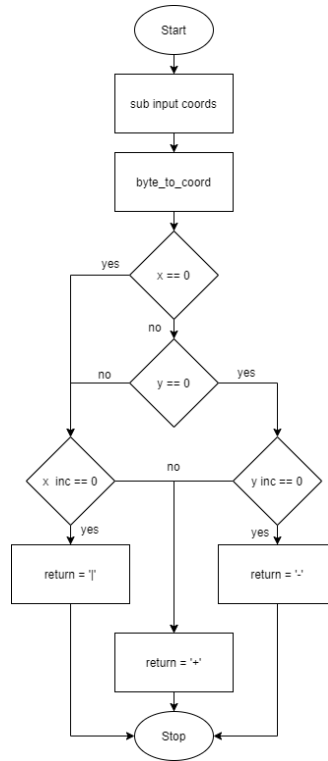 Start
sub input coords
byte_to_coord
yes
x == 0
no
no
y == 0
yes
x  inc == 0
no
y inc == 0
yes
yes
return = '|'
return = '-'
return = '+'
Stop